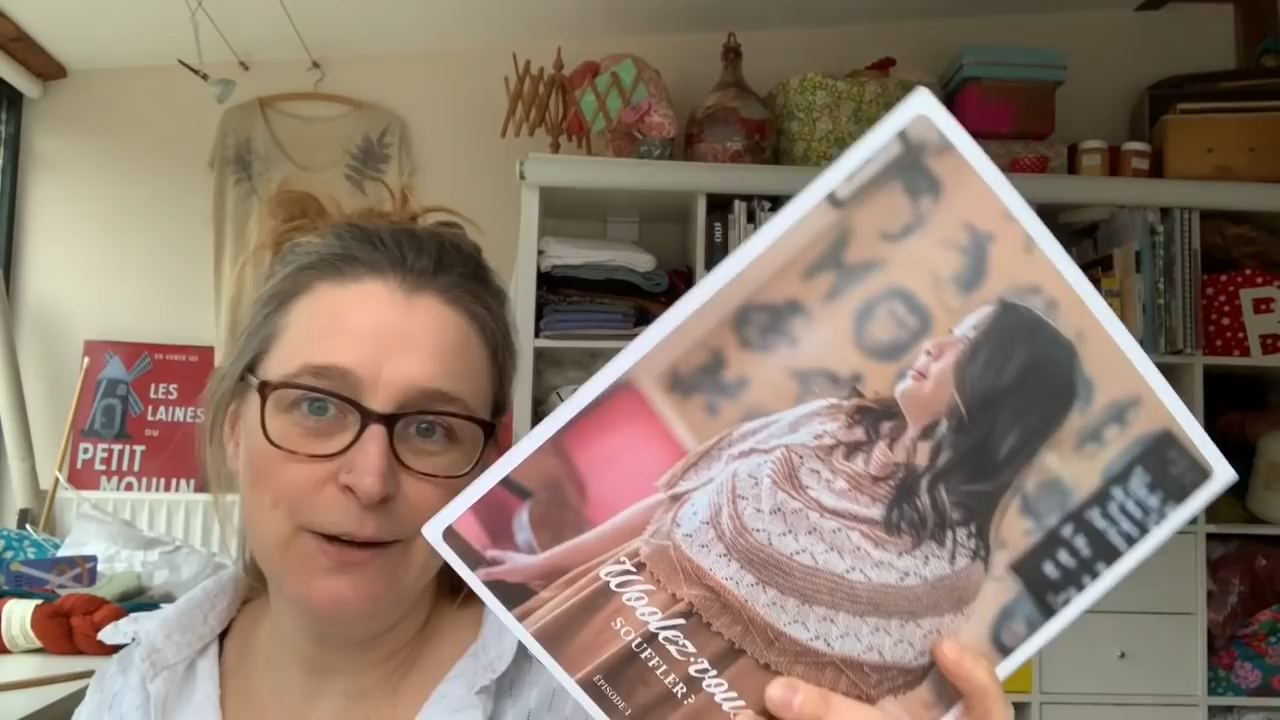 EN VENTE ICI
LES
LAINES
DU
PETIT
MOULIN
Woolez-vous
SOUFFLER?
ÉPISODE 1